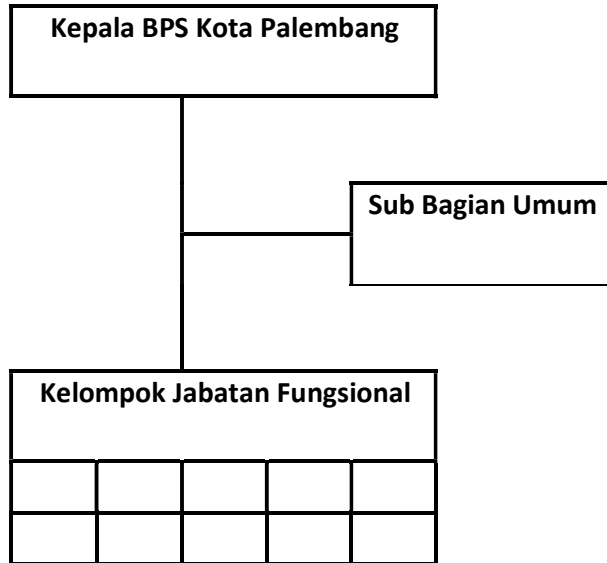 Kepala BPS Kota Palembang
Sub Bagian Umum
Kelompok Jabatan Fungsional